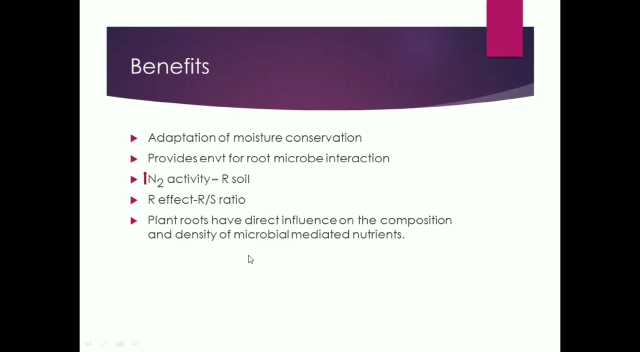 Benefits
Adaptation of moisture conservation
Provides envt for root microbe interaction
↑N₂ activity – R soil
R effect-R/S ratio
Plant roots have direct influence on the composition
and density of microbial mediated nutrients.